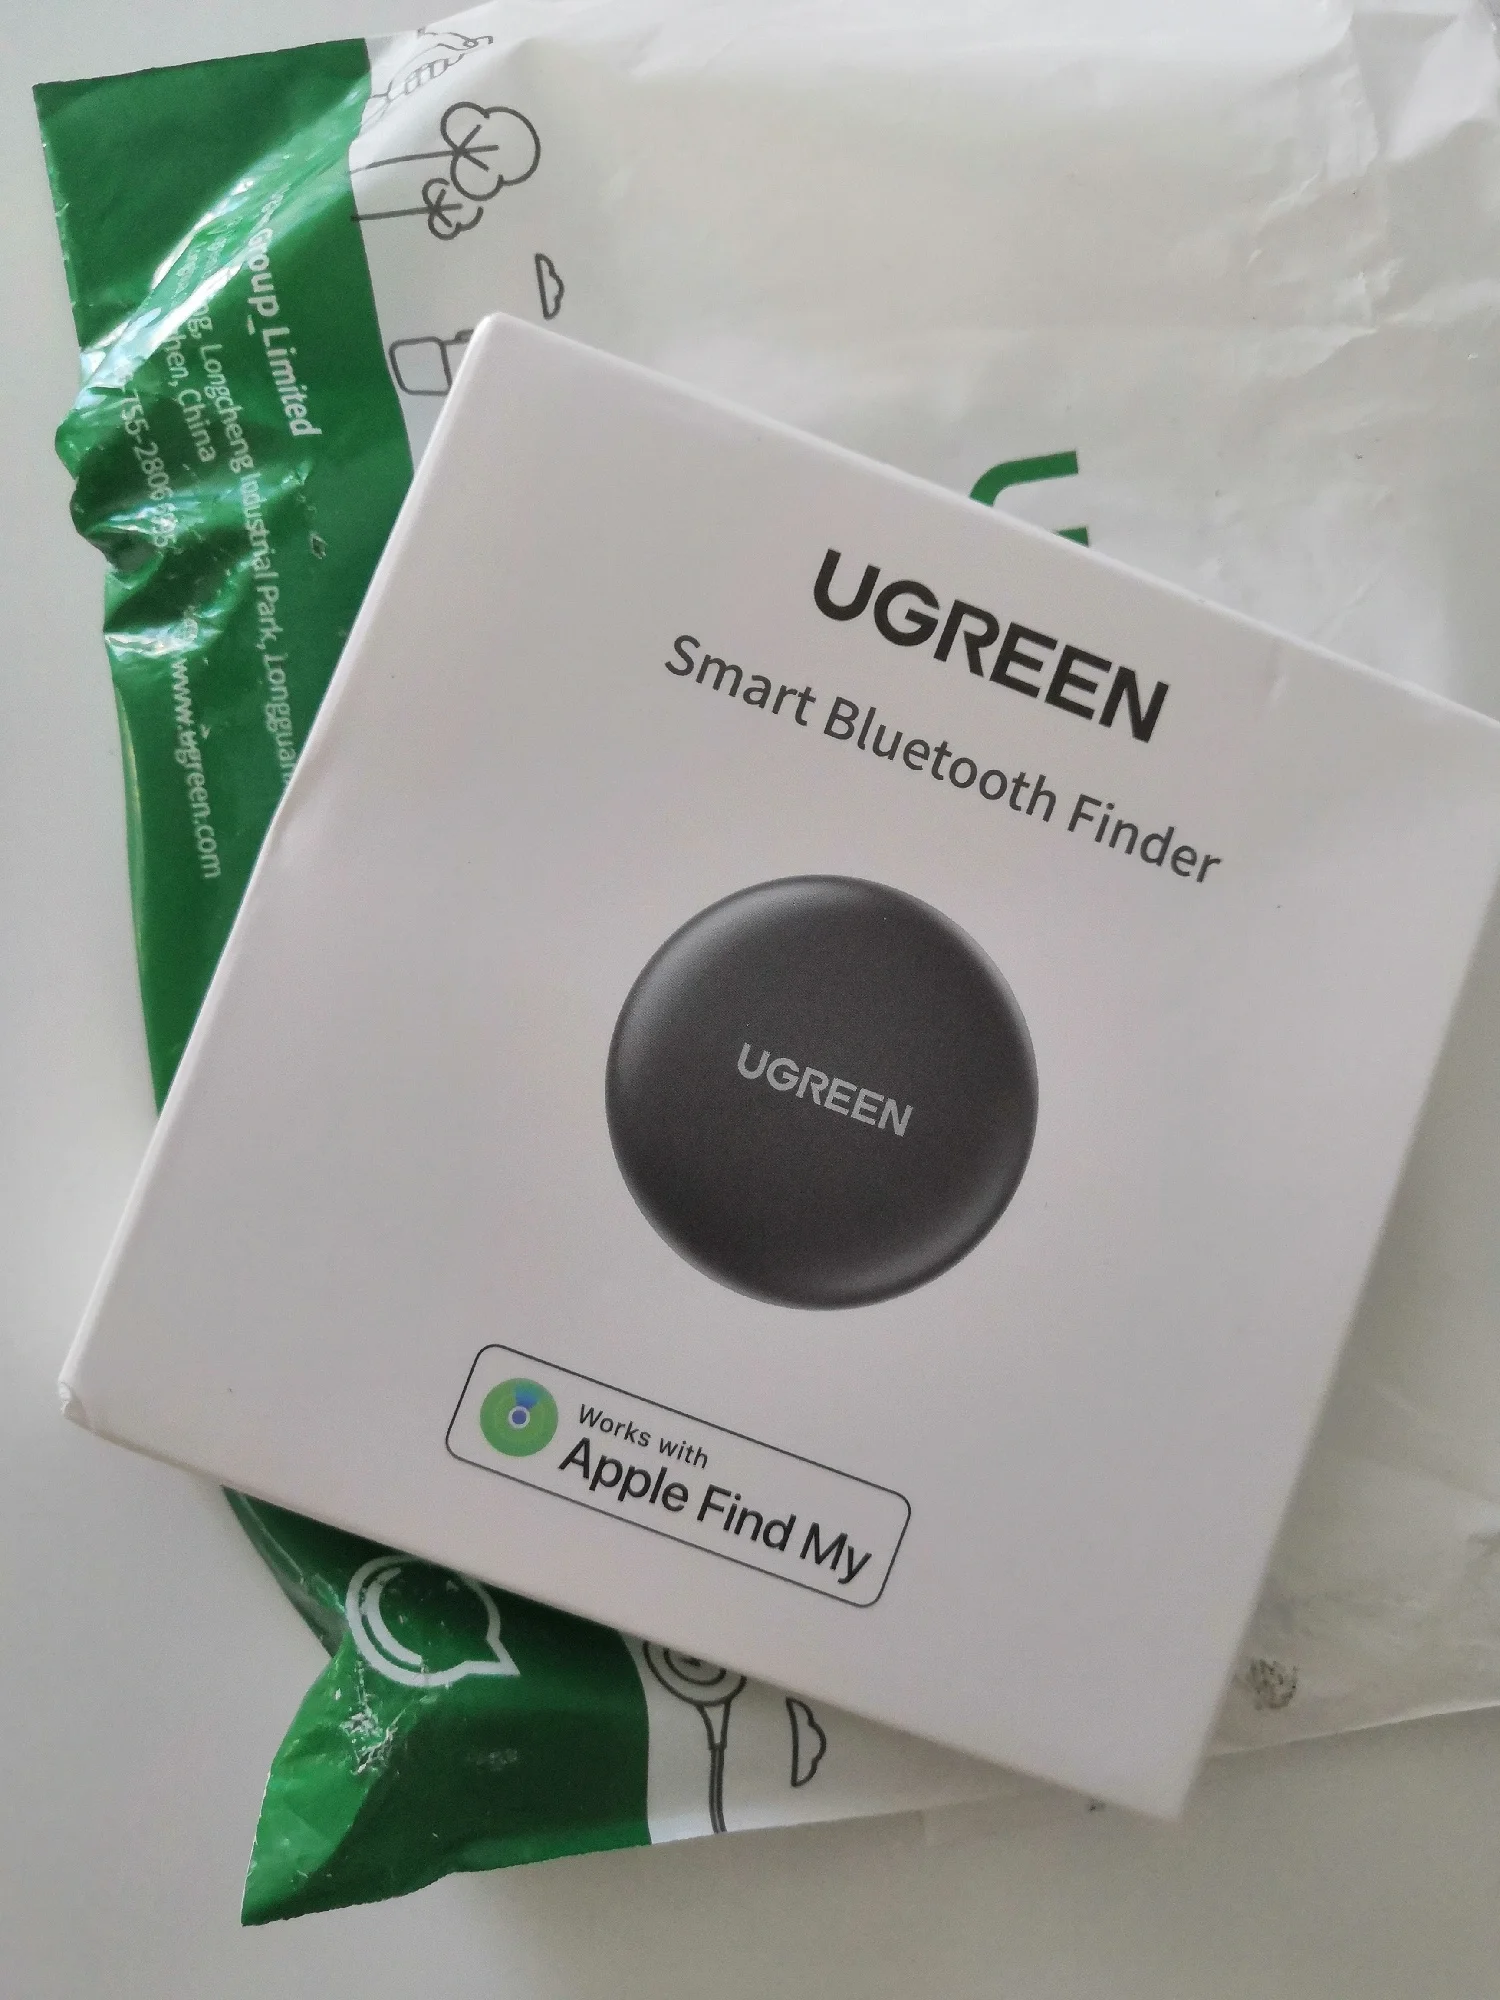 UGREEN
Smart Bluetooth Finder
UGREEN
Works with
Apple Find My
Group Limited
Longcheng Industrial Park,
China
www.ugreen.com